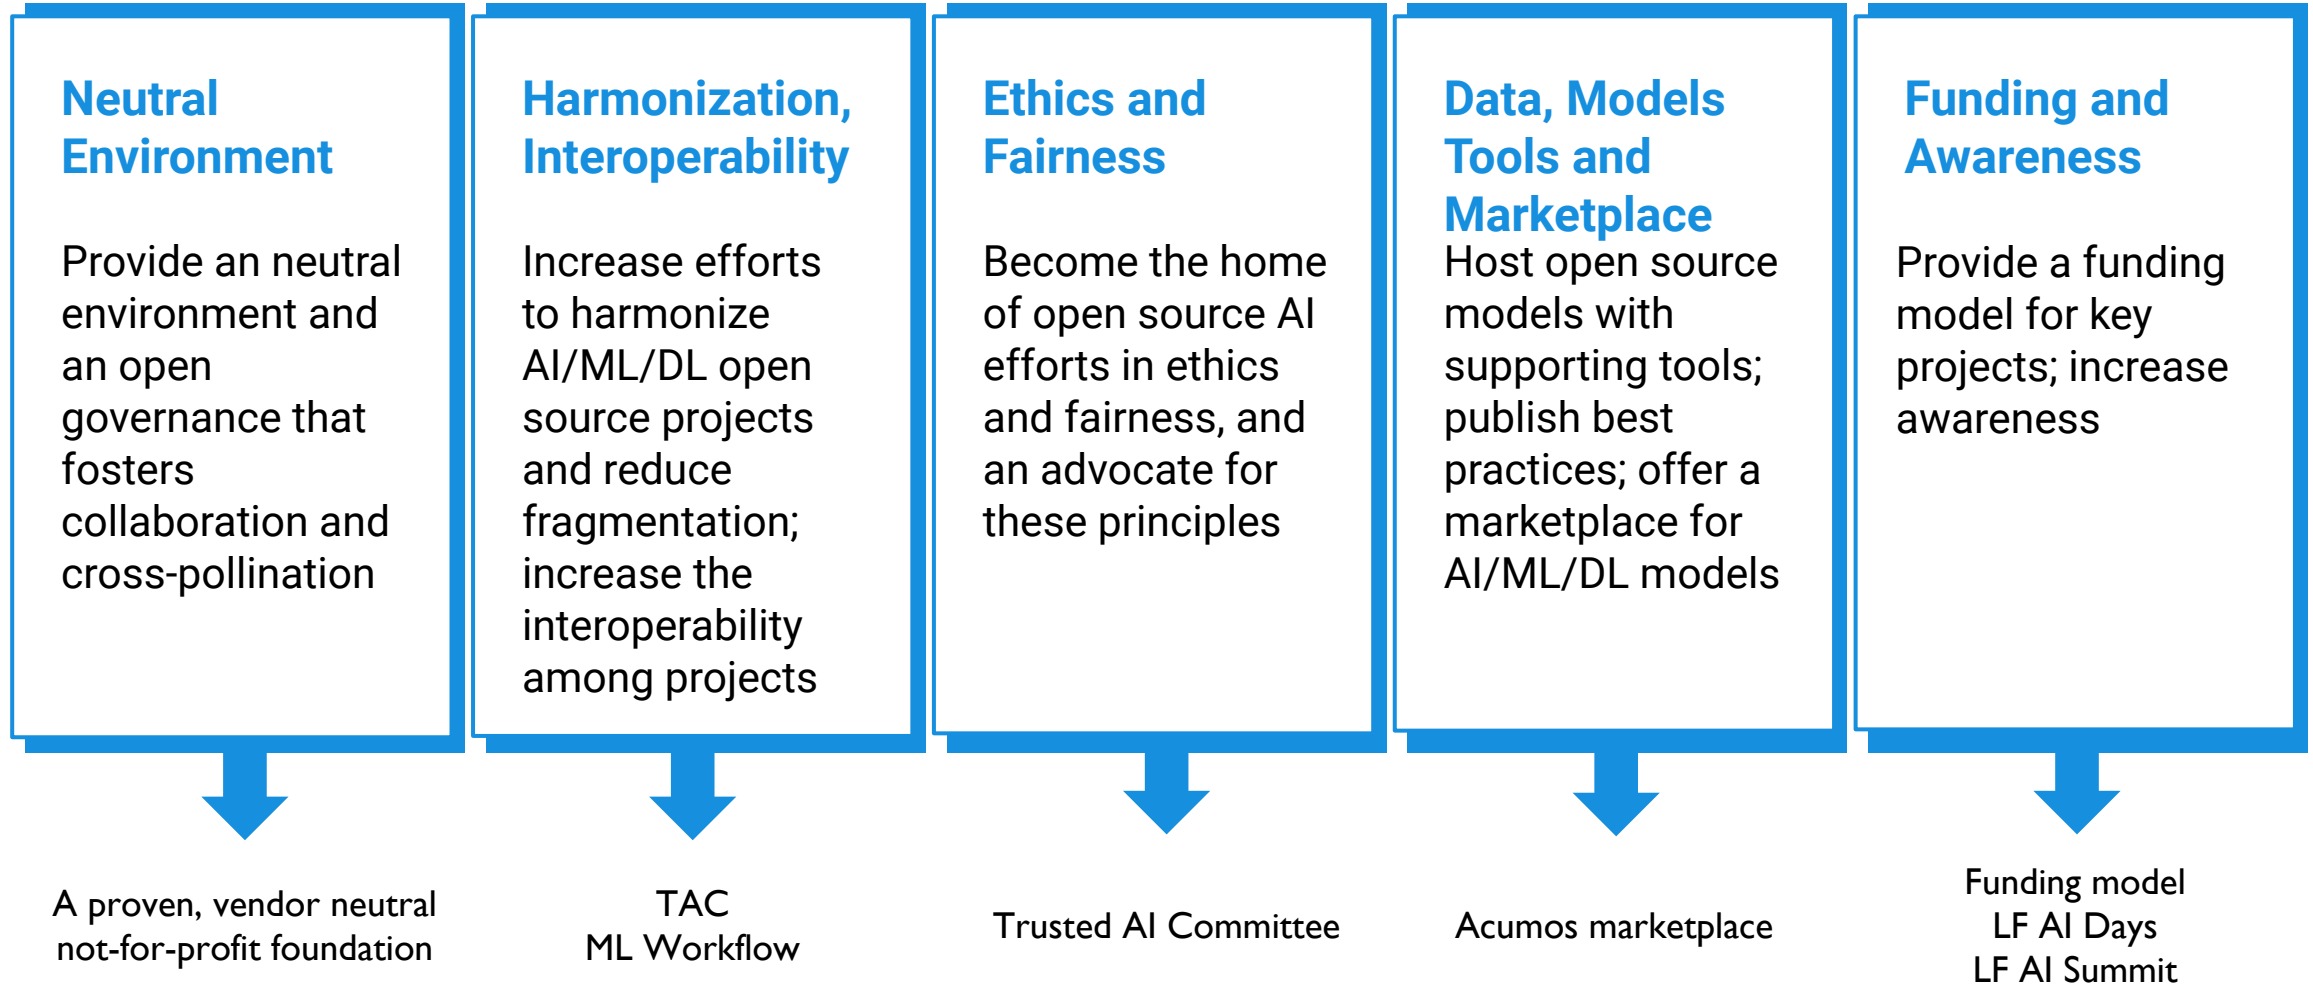 Neutral
Environment
Provide an neutral
environment and
an open
governance that
fosters
collaboration and
cross-pollination
A proven, vendor neutral
not-for-profit foundation
Harmonization,
Interoperability
Increase efforts
to harmonize
AI/ML/DL open
source projects
and reduce
fragmentation;
increase the
interoperability
among projects
TAC
ML Workflow
Ethics and
Fairness
Become the home
of open source AI
efforts in ethics
and fairness, and
an advocate for
these principles
Trusted AI Committee
Data, Models
Tools and
Marketplace
Host open source
models with
supporting tools;
publish best
practices; offer a
marketplace for
AI/ML/DL models
Acumos marketplace
Funding and
Awareness
Provide a funding
model for key
projects; increase
awareness
Funding model
LF AI Days
LF AI Summit